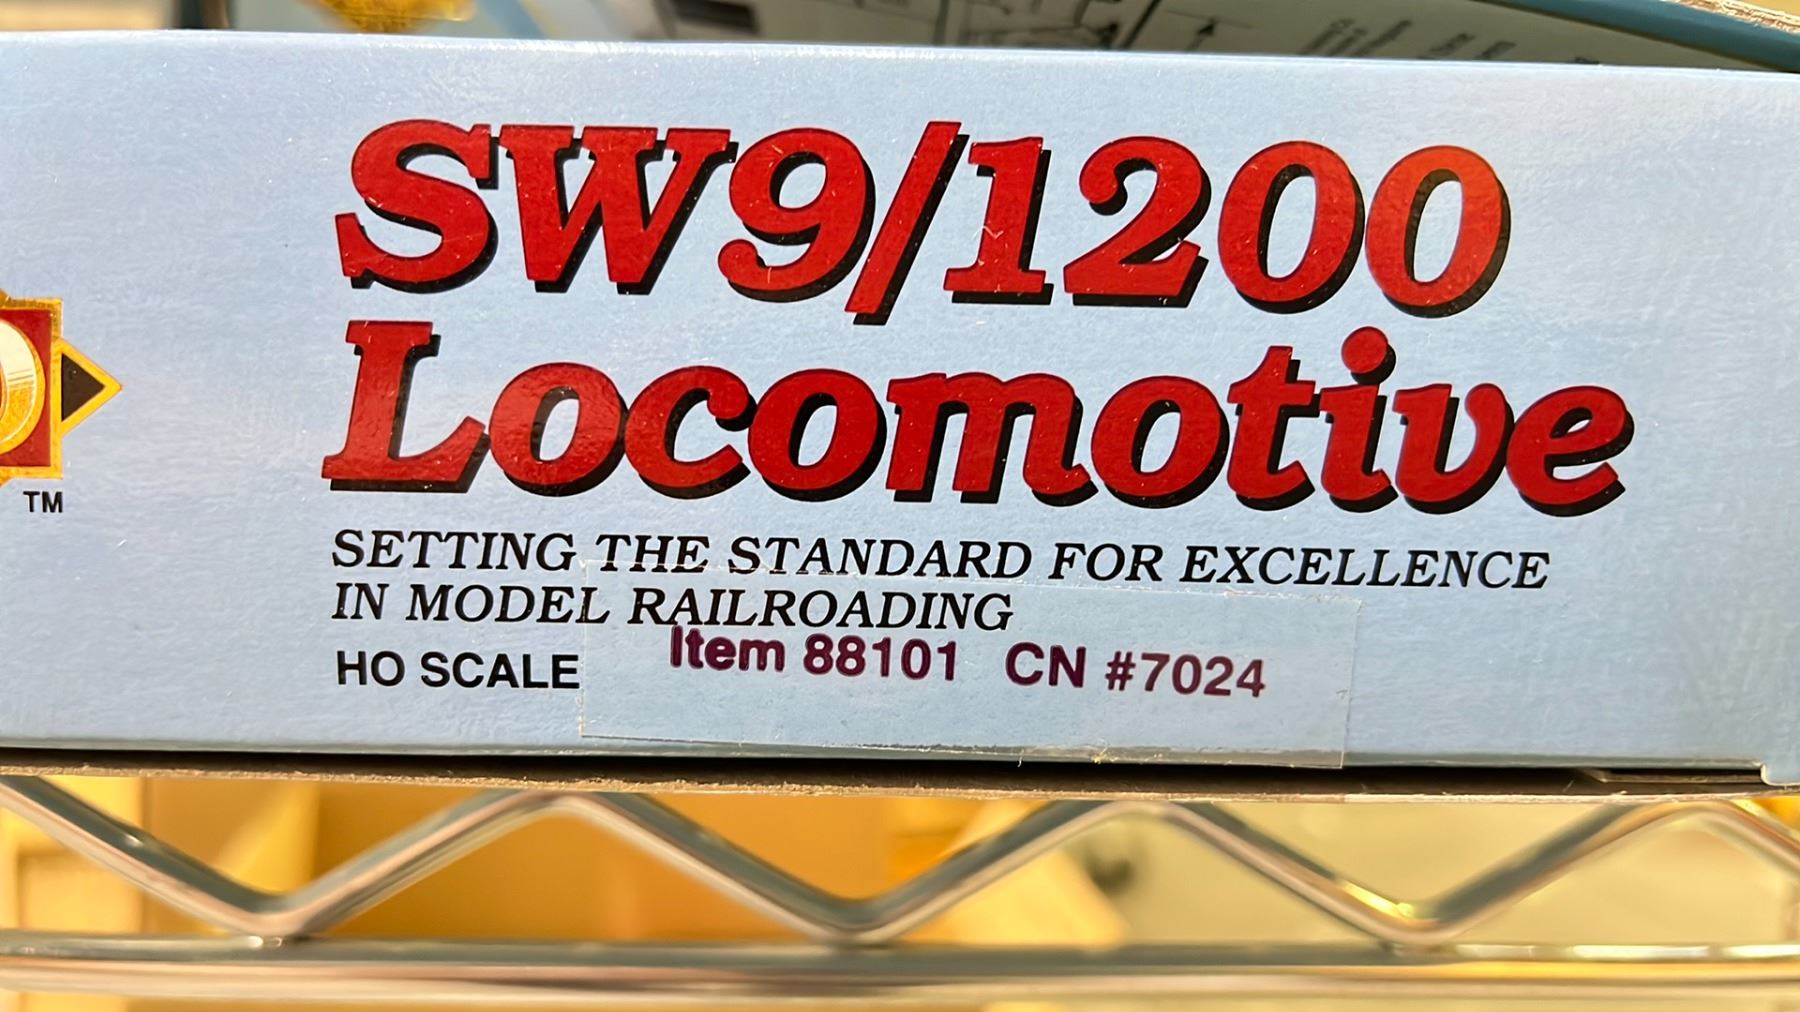 SW9/1200
Locomotive
TM
SETTING THE STANDARD FOR EXCELLENCE
IN MODEL RAILROADING
HO SCALE Item 88101 CN #7024